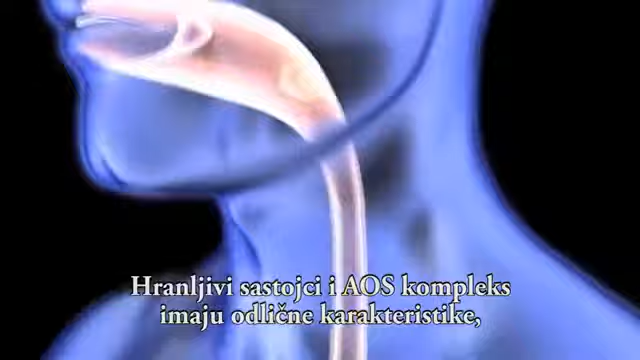 Hranljivi sastojci i AOS kompleks
imaju odlične karakteristike,